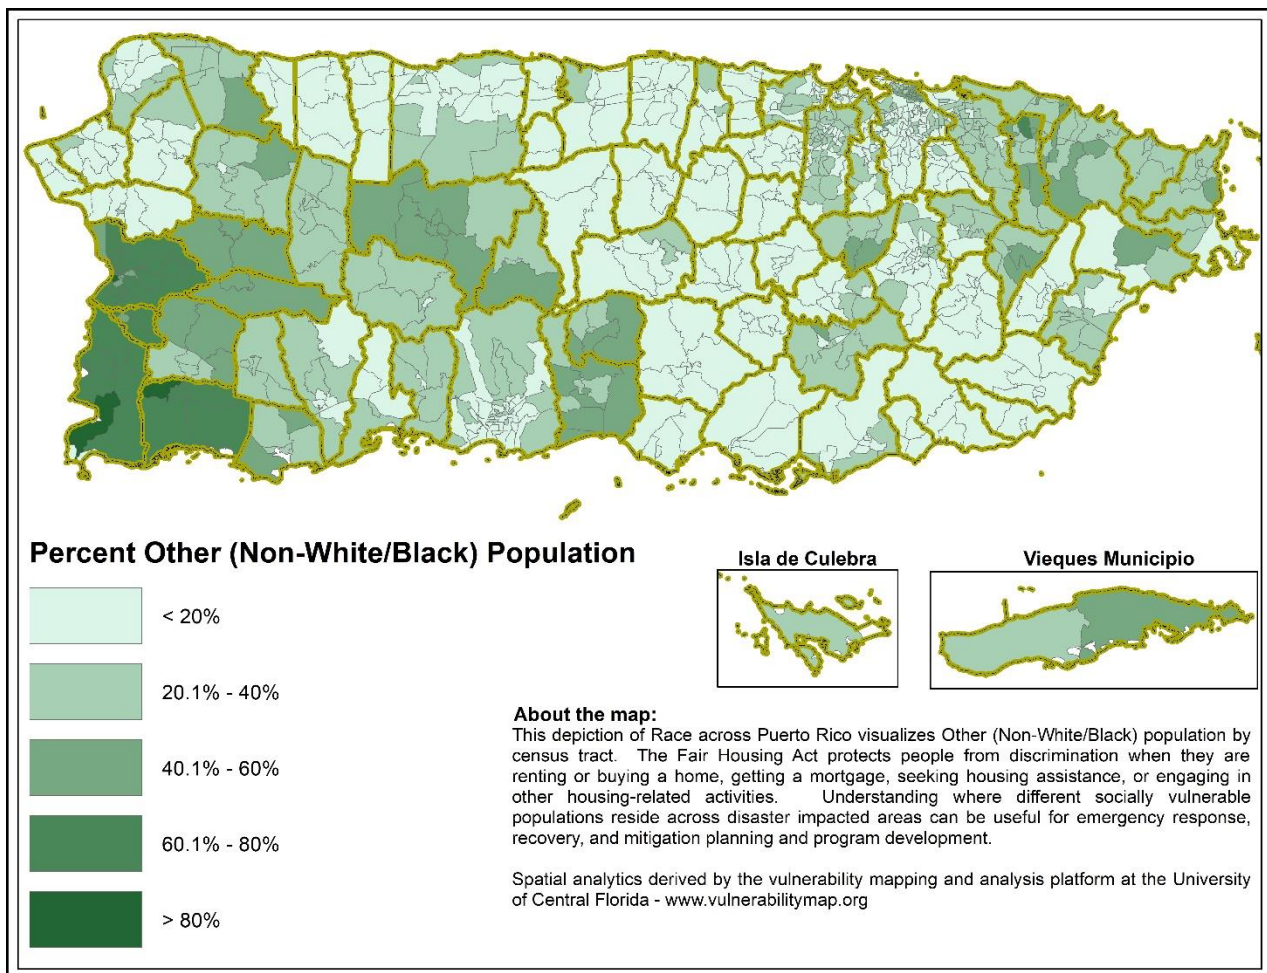 Percent Other (Non-White/Black) Population
< 20%
20.1% - 40%
40.1% - 60%
60.1% - 80%
> 80%
Isla de Culebra
Vieques Municipio
About the map:
This depiction of Race across Puerto Rico visualizes Other (Non-White/Black) population by
census tract. The Fair Housing Act protects people from discrimination when they are
renting or buying a home, getting a mortgage, seeking housing assistance, or engaging in
other housing-related activities. Understanding where different socially vulnerable
populations reside across disaster impacted areas can be useful for emergency response,
recovery, and mitigation planning and program development.
Spatial analytics derived by the vulnerability mapping and analysis platform at the University
of Central Florida - www.vulnerabilitymap.org